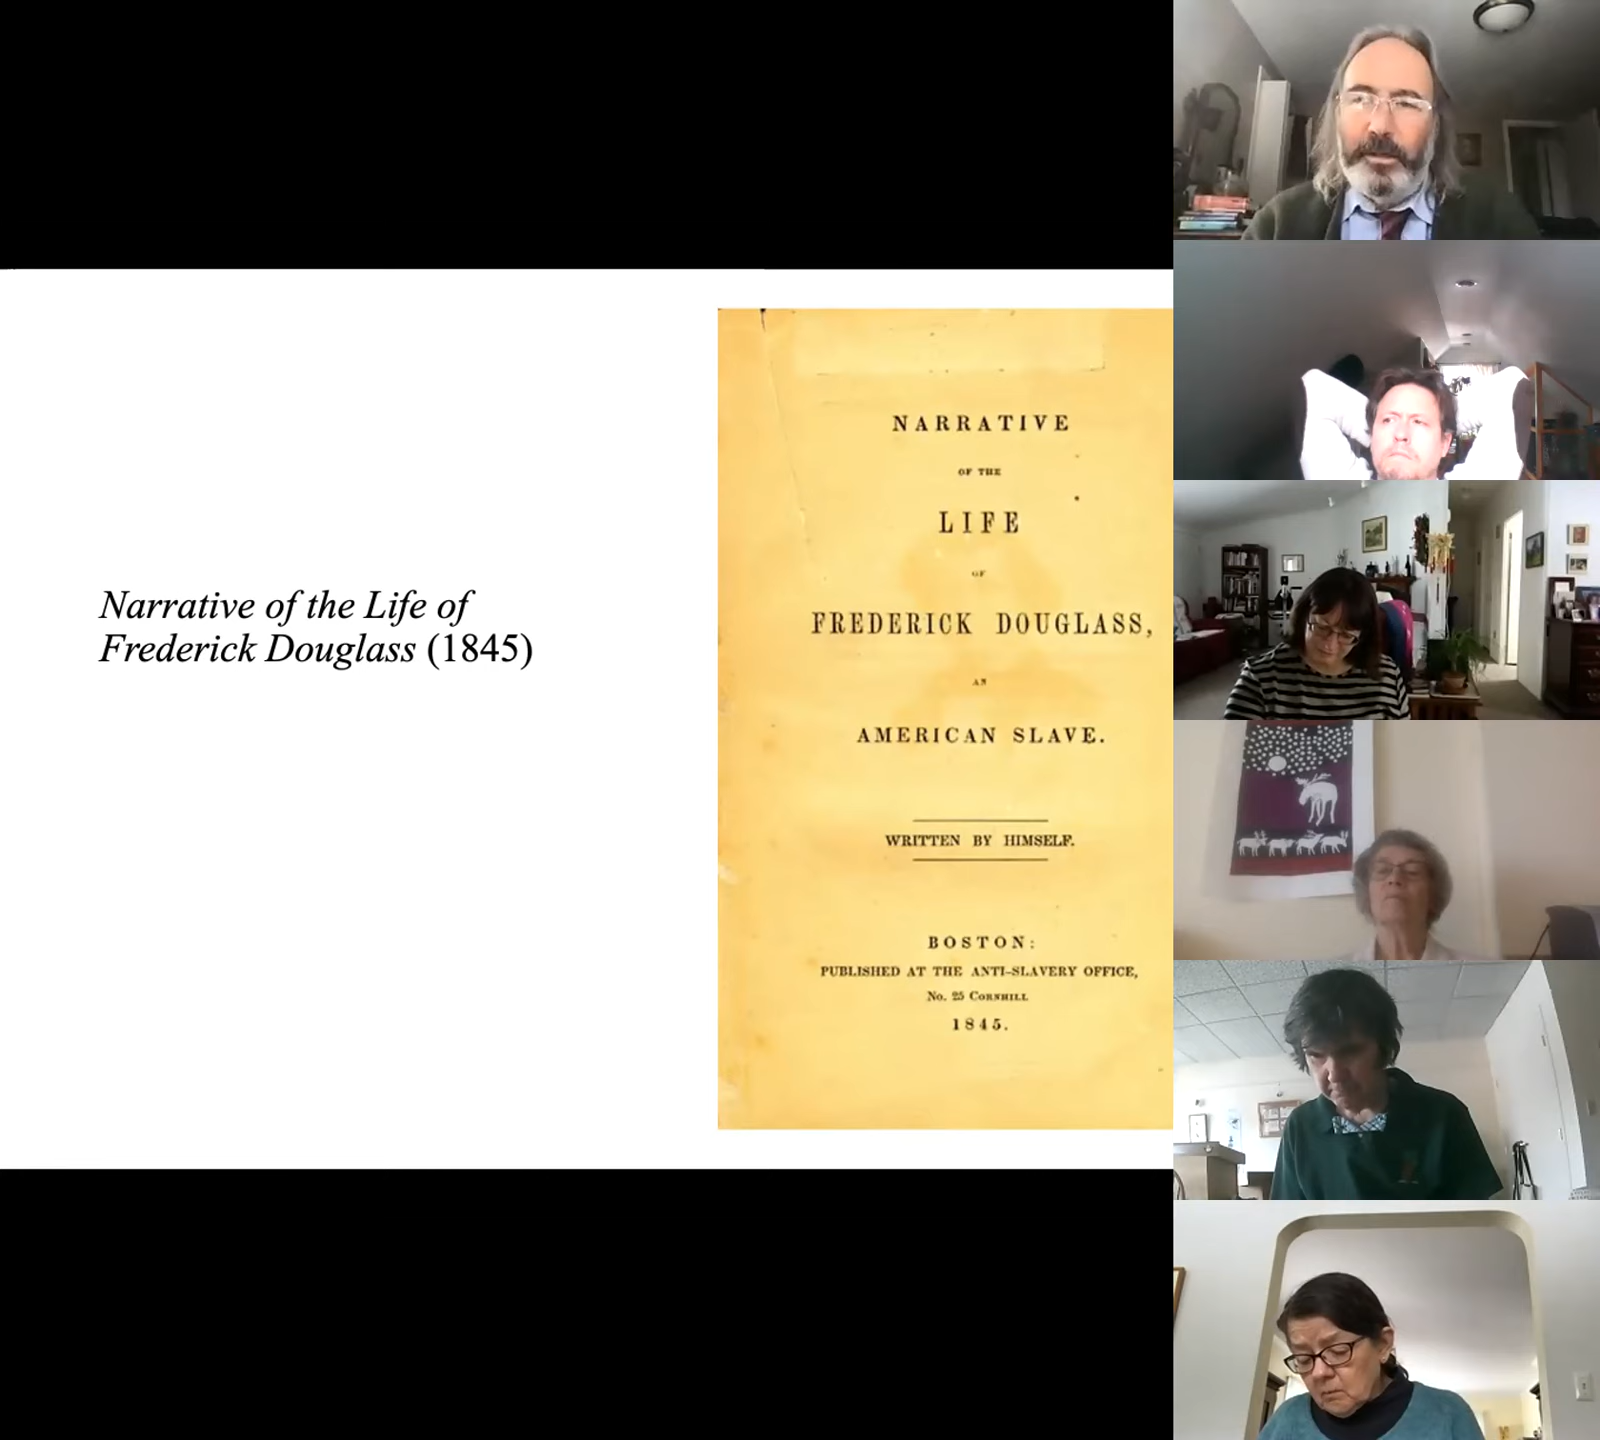 Narrative of the Life of
Frederick Douglass (1845)
NARRATIVE
OF THE
LIFE
OF
FREDERICK DOUGLASS,
AN
AMERICAN SLAVE.
WRITTEN BY HIMSELF.
BOSTON:
PUBLISHED AT THE ANTI-SLAVERY OFFICE,
No. 25 CORNHILL
1845.